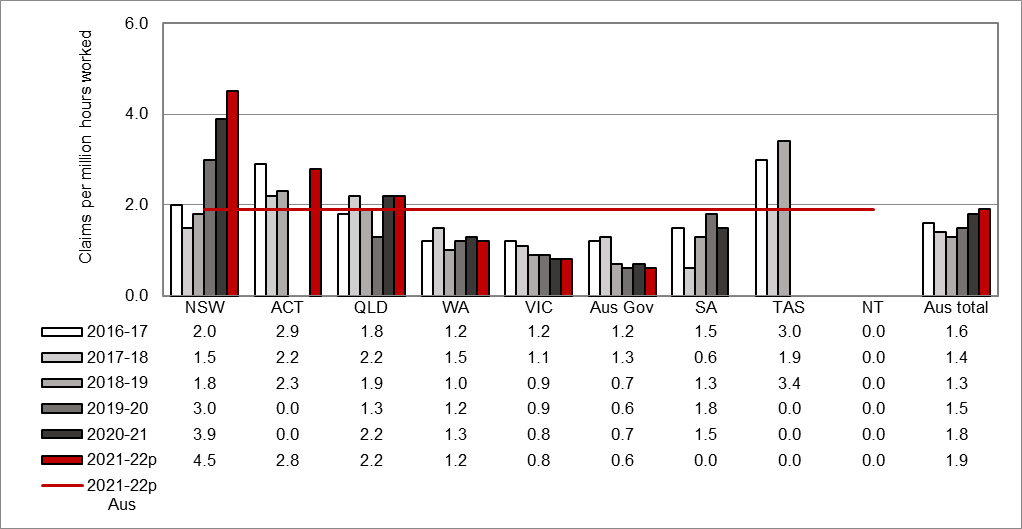 6.0
4.0
2.0
0.0
Claims per million hours worked
NSW ACT QLD WA VIC Aus Gov SA TAS NT Aus total
2016-17 2.0 2.9 1.8 1.2 1.2 1.2 1.5 3.0 0.0 1.6
2017-18 1.5 2.2 2.2 1.5 1.1 1.3 0.6 1.9 0.0 1.4
2018-19 1.8 2.3 1.9 1.0 0.9 0.7 1.3 3.4 0.0 1.3
2019-20 3.0 0.0 1.3 1.2 0.9 0.6 1.8 0.0 0.0 1.5
2020-21 3.9 0.0 2.2 1.3 0.8 0.7 1.5 0.0 0.0 1.8
2021-22p 4.5 2.8 2.2 1.2 0.8 0.6 0.0 0.0 0.0 1.9
2021-22p
Aus